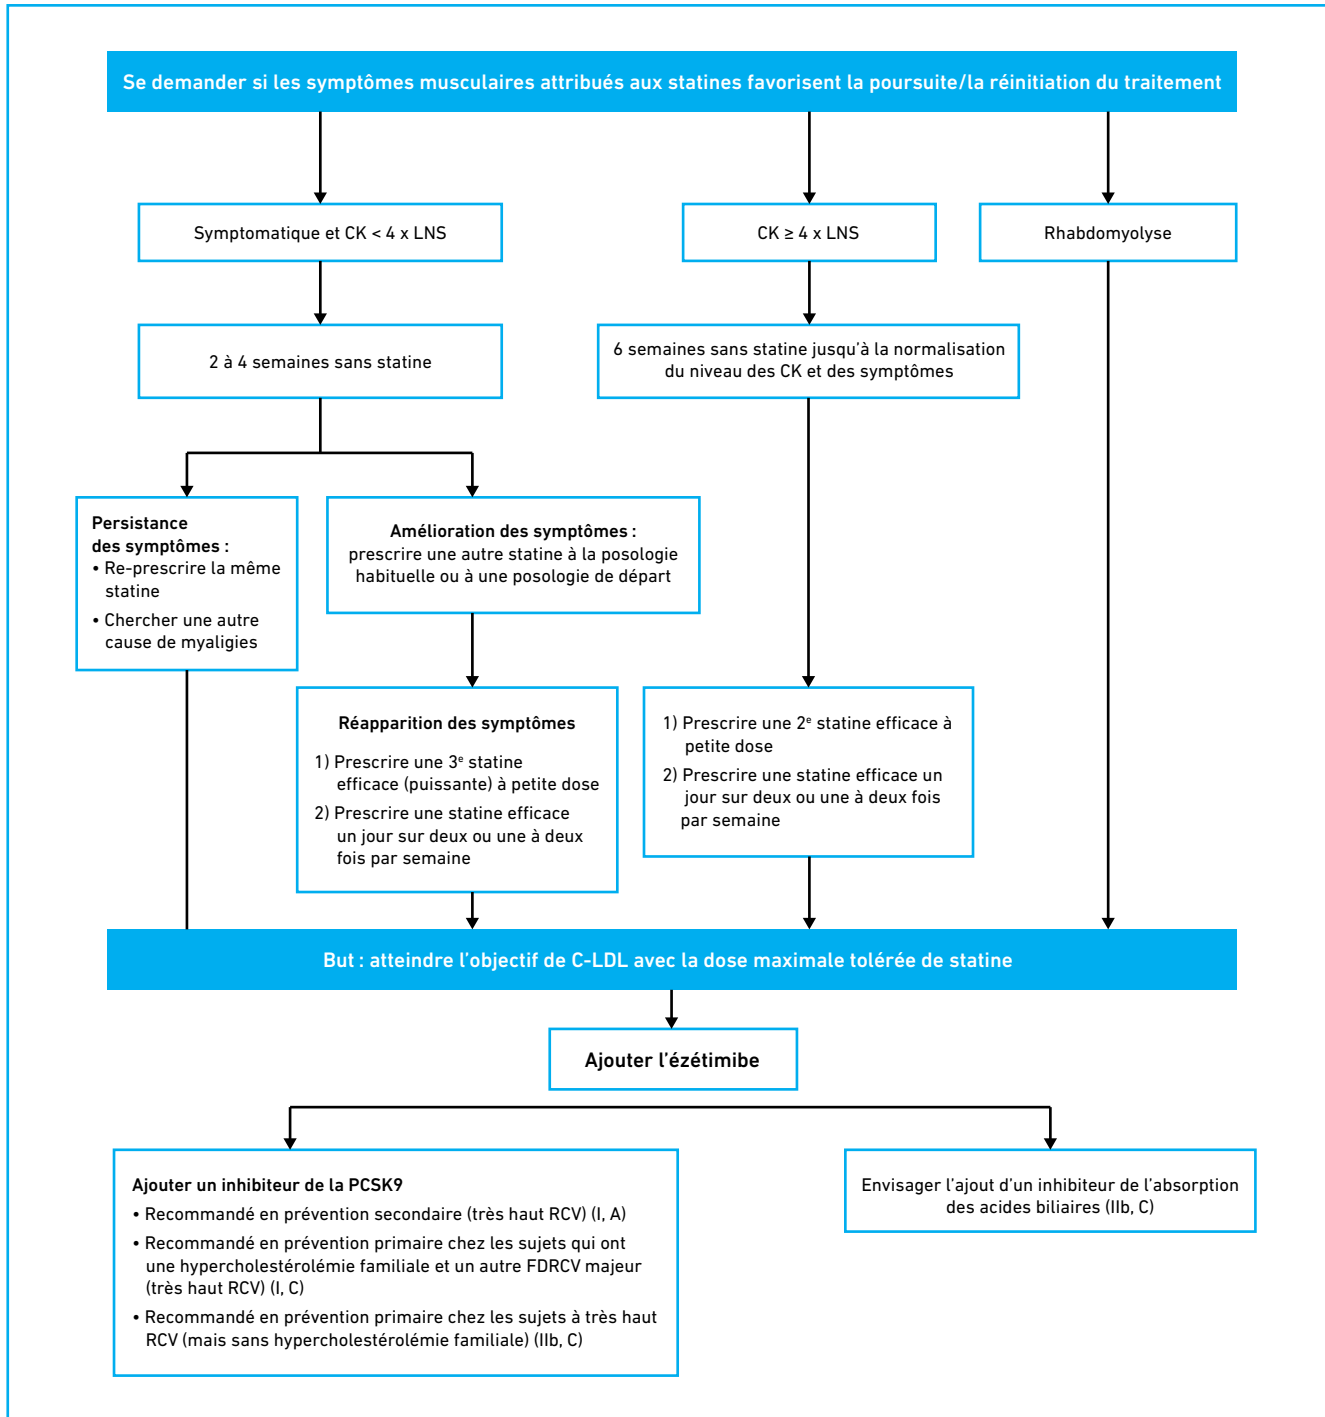 Se demander si les symptômes musculaires attribués aux statines favorisent la poursuite/la réinitiation du traitement
Symptomatique et CK < 4 x LNS
CK ≥ 4 x LNS
Rhabdomyolyse
2 à 4 semaines sans statine
6 semaines sans statine jusqu’à la normalisation
du niveau des CK et des symptômes
Persistance
des symptômes :
• Re-prescrire la même
statine
• Chercher une autre
cause de myaligies
Amélioration des symptômes :
prescrire une autre statine à la posologie
habituelle ou à une posologie de départ
Réapparition des symptômes
1) Prescrire une 3e statine
efficace (puissante) à petite dose
2) Prescrire une statine efficace
un jour sur deux ou une à deux
fois par semaine
1) Prescrire une 2e statine efficace à
petite dose
2) Prescrire une statine efficace un
jour sur deux ou une à deux fois
par semaine
But : atteindre l’objectif de C-LDL avec la dose maximale tolérée de statine
Ajouter l’ézétimibe
Ajouter un inhibiteur de la PCSK9
• Recommandé en prévention secondaire (très haut RCV) (I, A)
• Recommandé en prévention primaire chez les sujets qui ont
une hypercholestérolémie familiale et un autre FDRCV majeur
(très haut RCV) (I, C)
• Recommandé en prévention primaire chez les sujets à très haut
RCV (mais sans hypercholestérolémie familiale) (IIb, C)
Envisager l’ajout d’un inhibiteur de l’absorption
des acides biliaires (IIb, C)